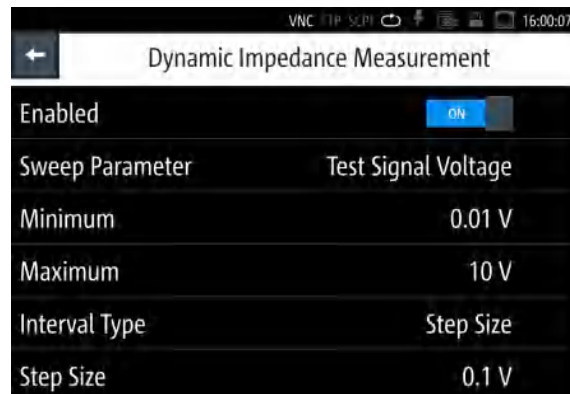 VNC FTP SCPI 16:00:07
Dynamic Impedance Measurement
Enabled ON
Sweep Parameter Test Signal Voltage
Minimum 0.01 V
Maximum 10 V
Interval Type Step Size
Step Size 0.1 V